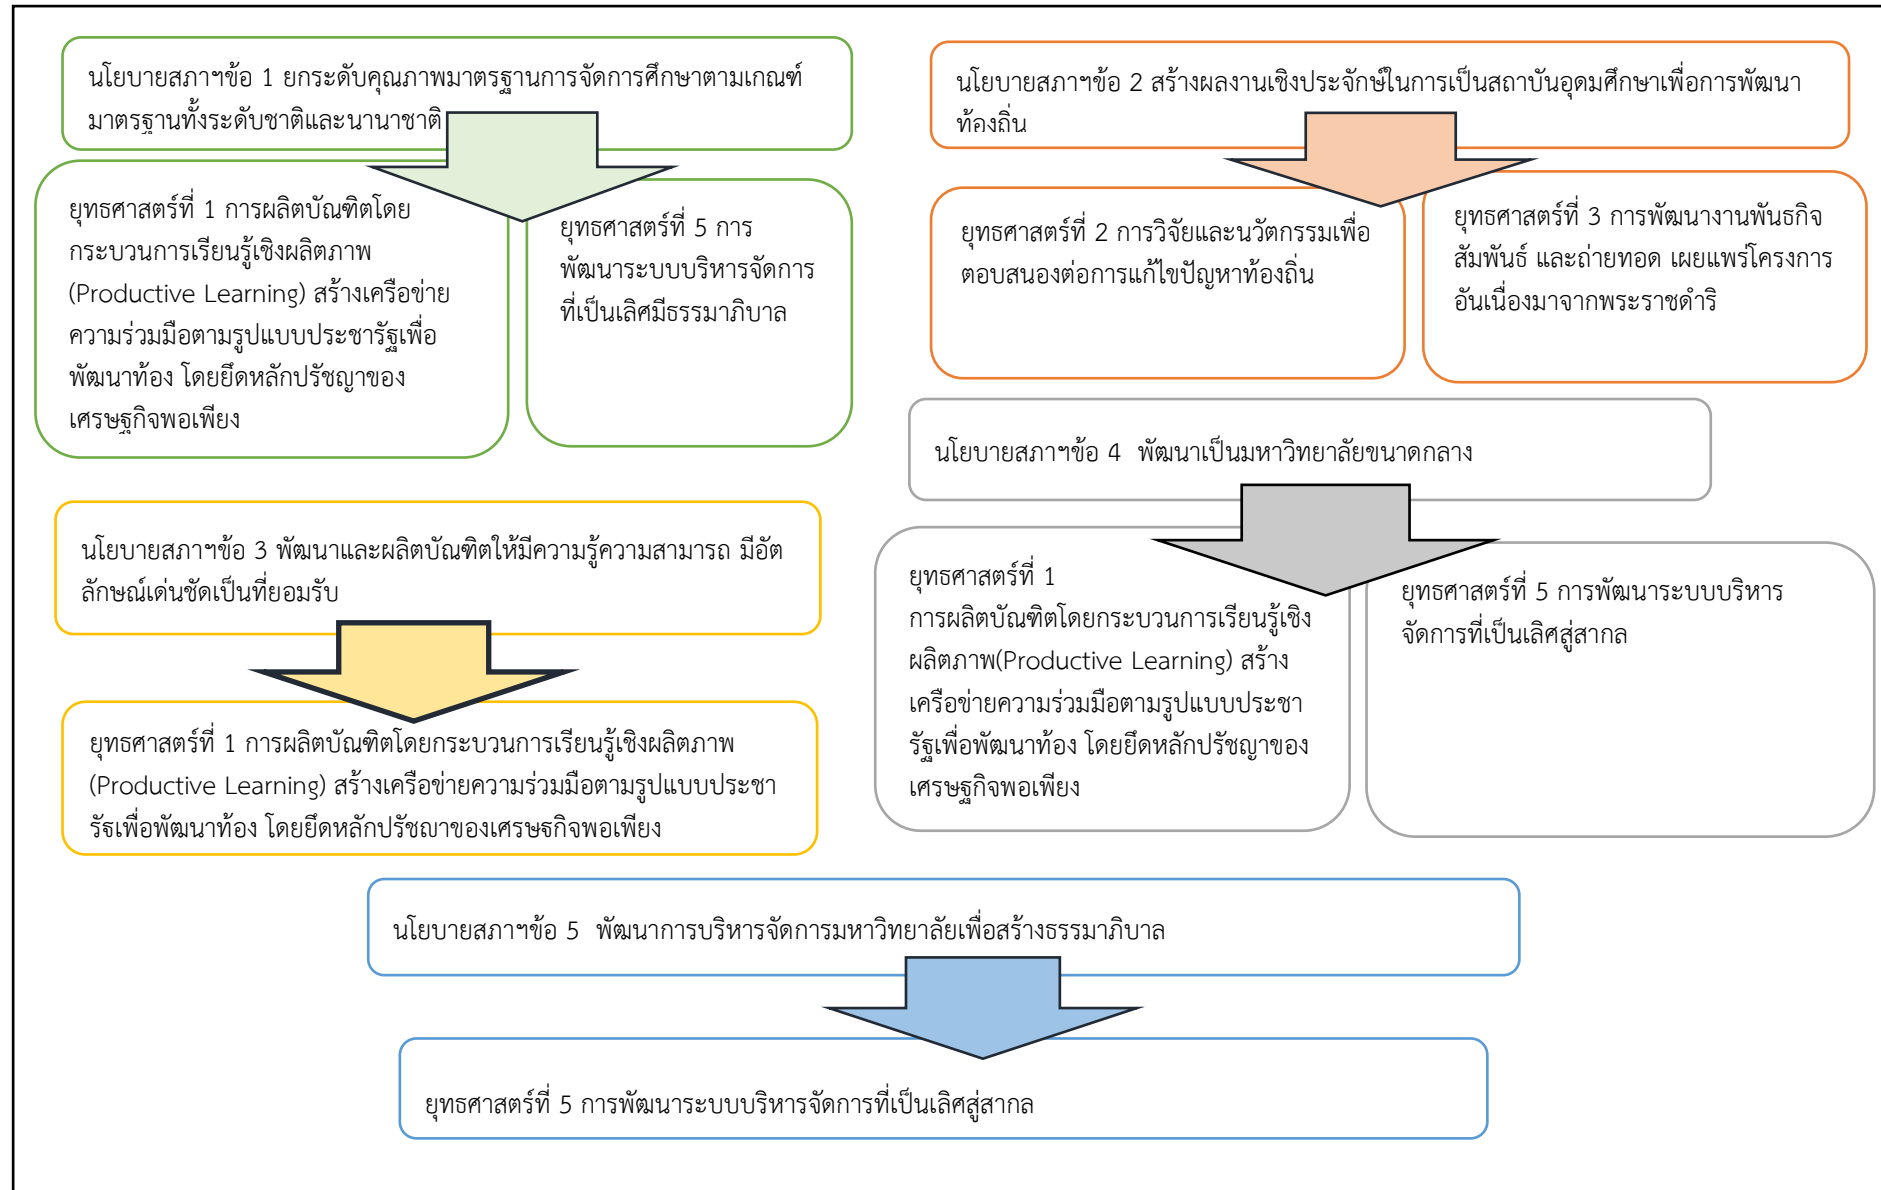 นโยบายสภาฯข้อ 1 ยกระดับคุณภาพมาตรฐานการจัดการศึกษาตามเกณฑ์
มาตรฐานทั้งระดับชาติและนานาชาติ
ยุทธศาสตร์ที่ 1 การผลิตบัณฑิตโดย
กระบวนการเรียนรู้เชิงผลิตภาพ
(Productive Learning) สร้างเครือข่าย
ความร่วมมือตามรูปแบบประชารัฐเพื่อ
พัฒนาท้อง โดยยึดหลักปรัชญาของ
เศรษฐกิจพอเพียง
ยุทธศาสตร์ที่ 5 การ
พัฒนาระบบบริหารจัดการ
ที่เป็นเลิศมีธรรมาภิบาล
นโยบายสภาฯข้อ 2 สร้างผลงานเชิงประจักษ์ในการเป็นสถาบันอุดมศึกษาเพื่อการพัฒนา
ท้องถิ่น
ยุทธศาสตร์ที่ 2 การวิจัยและนวัตกรรมเพื่อ
ตอบสนองต่อการแก้ไขปัญหาท้องถิ่น
ยุทธศาสตร์ที่ 3 การพัฒนางานพันธกิจ
สัมพันธ์ และถ่ายทอด เผยแพร่โครงการ
อันเนื่องมาจากพระราชดำริ
นโยบายสภาฯข้อ 3 พัฒนาและผลิตบัณฑิตให้มีความรู้ความสามารถ มีอัต
ลักษณ์เด่นชัดเป็นที่ยอมรับ
ยุทธศาสตร์ที่ 1 การผลิตบัณฑิตโดยกระบวนการเรียนรู้เชิงผลิตภาพ
(Productive Learning) สร้างเครือข่ายความร่วมมือตามรูปแบบประชา
รัฐเพื่อพัฒนาท้อง โดยยึดหลักปรัชญาของเศรษฐกิจพอเพียง
นโยบายสภาฯข้อ 4  พัฒนาเป็นมหาวิทยาลัยขนาดกลาง
ยุทธศาสตร์ที่ 1
การผลิตบัณฑิตโดยกระบวนการเรียนรู้เชิง
ผลิตภาพ(Productive Learning) สร้าง
เครือข่ายความร่วมมือตามรูปแบบประชา
รัฐเพื่อพัฒนาท้อง โดยยึดหลักปรัชญาของ
เศรษฐกิจพอเพียง
ยุทธศาสตร์ที่ 5 การพัฒนาระบบบริหาร
จัดการที่เป็นเลิศสู่สากล
นโยบายสภาฯข้อ 5  พัฒนาการบริหารจัดการมหาวิทยาลัยเพื่อสร้างธรรมาภิบาล
ยุทธศาสตร์ที่ 5 การพัฒนาระบบบริหารจัดการที่เป็นเลิศสู่สากล